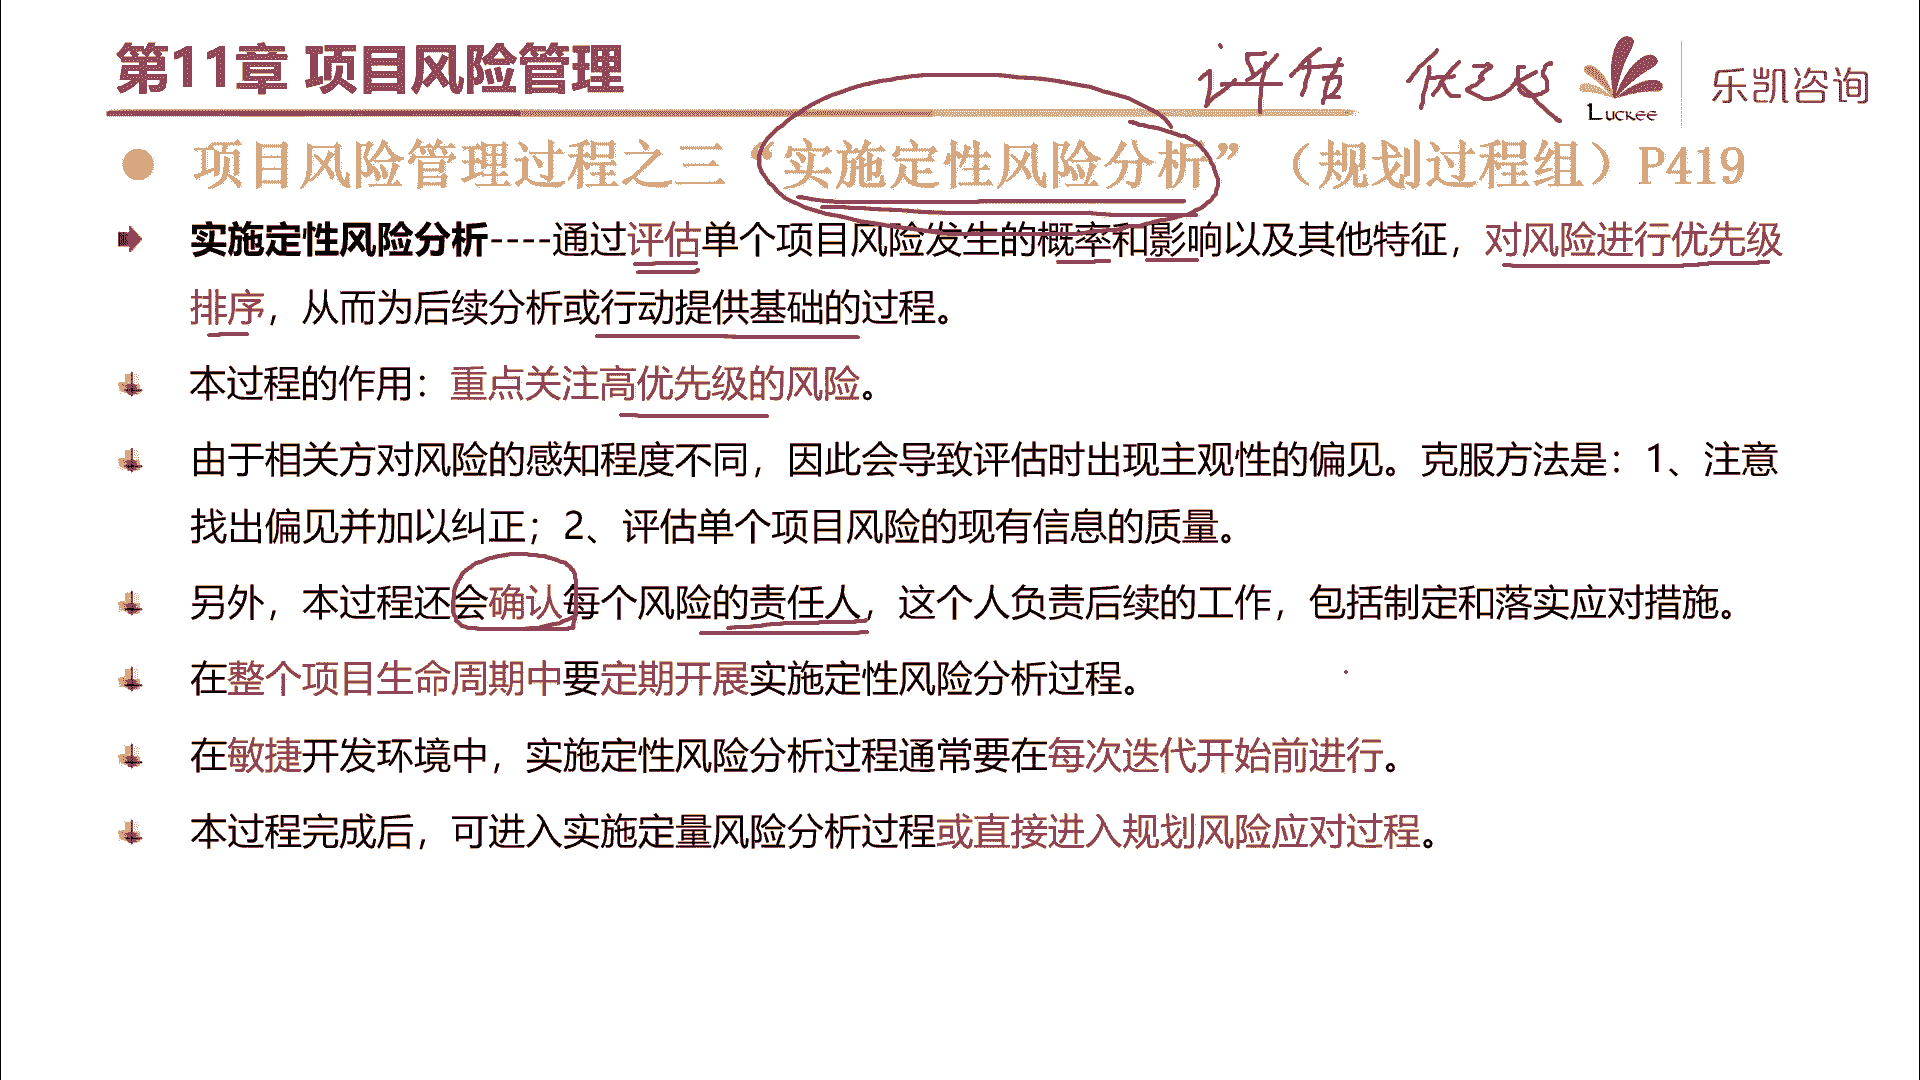 第11章 项目风险管理
评估 优先级
Luckee
乐凯咨询
项目风险管理过程之三“实施定性风险分析”（规划过程组）P419
实施定性风险分析----通过评估单个项目风险发生的概率和影响以及其他特征，对风险进行优先级
排序，从而为后续分析或行动提供基础的过程。
本过程的作用：重点关注高优先级的风险。
由于相关方对风险的感知程度不同，因此会导致评估时出现主观性的偏见。克服方法是：1、注意
找出偏见并加以纠正；2、评估单个项目风险的现有信息的质量。
另外，本过程还会确认每个风险的责任人，这个人负责后续的工作，包括制定和落实应对措施。
在整个项目生命周期中要定期开展实施定性风险分析过程。
在敏捷开发环境中，实施定性风险分析过程通常要在每次迭代开始前进行。
本过程完成后，可进入实施定量风险分析过程或直接进入规划风险应对过程。